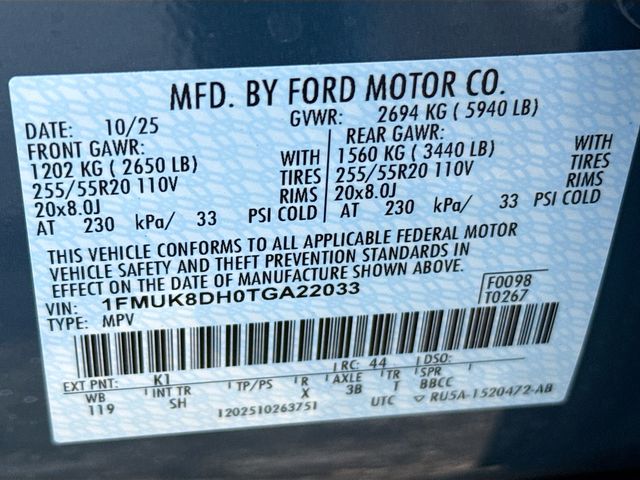 MFD. BY FORD MOTOR CO.
DATE: 10/25 GVWR: 2694 KG ( 5940 LB)
FRONT GAWR: REAR GAWR:
1202 KG ( 2650 LB) WITH 1560 KG ( 3440 LB) WITH
255/55R20 110V TIRES 255/55R20 110V TIRES
20x8.0J RIMS 20x8.0J RIMS
AT 230 kPa/ 33 PSI COLD AT 230 kPa/ 33 PSI COLD
THIS VEHICLE CONFORMS TO ALL APPLICABLE FEDERAL MOTOR
VEHICLE SAFETY AND THEFT PREVENTION STANDARDS IN
EFFECT ON THE DATE OF MANUFACTURE SHOWN ABOVE.
VIN: 1FMUK8DH0TGA22033 F0098
TYPE: MPV T0267
EXT PNT: K1 RC: 44 DSO:
WB INT TR TP/PS R AXLE TR SPR
119 SH X 3B T BBCC
1202510263751 UTC ▽ RU5A-1520472-AB